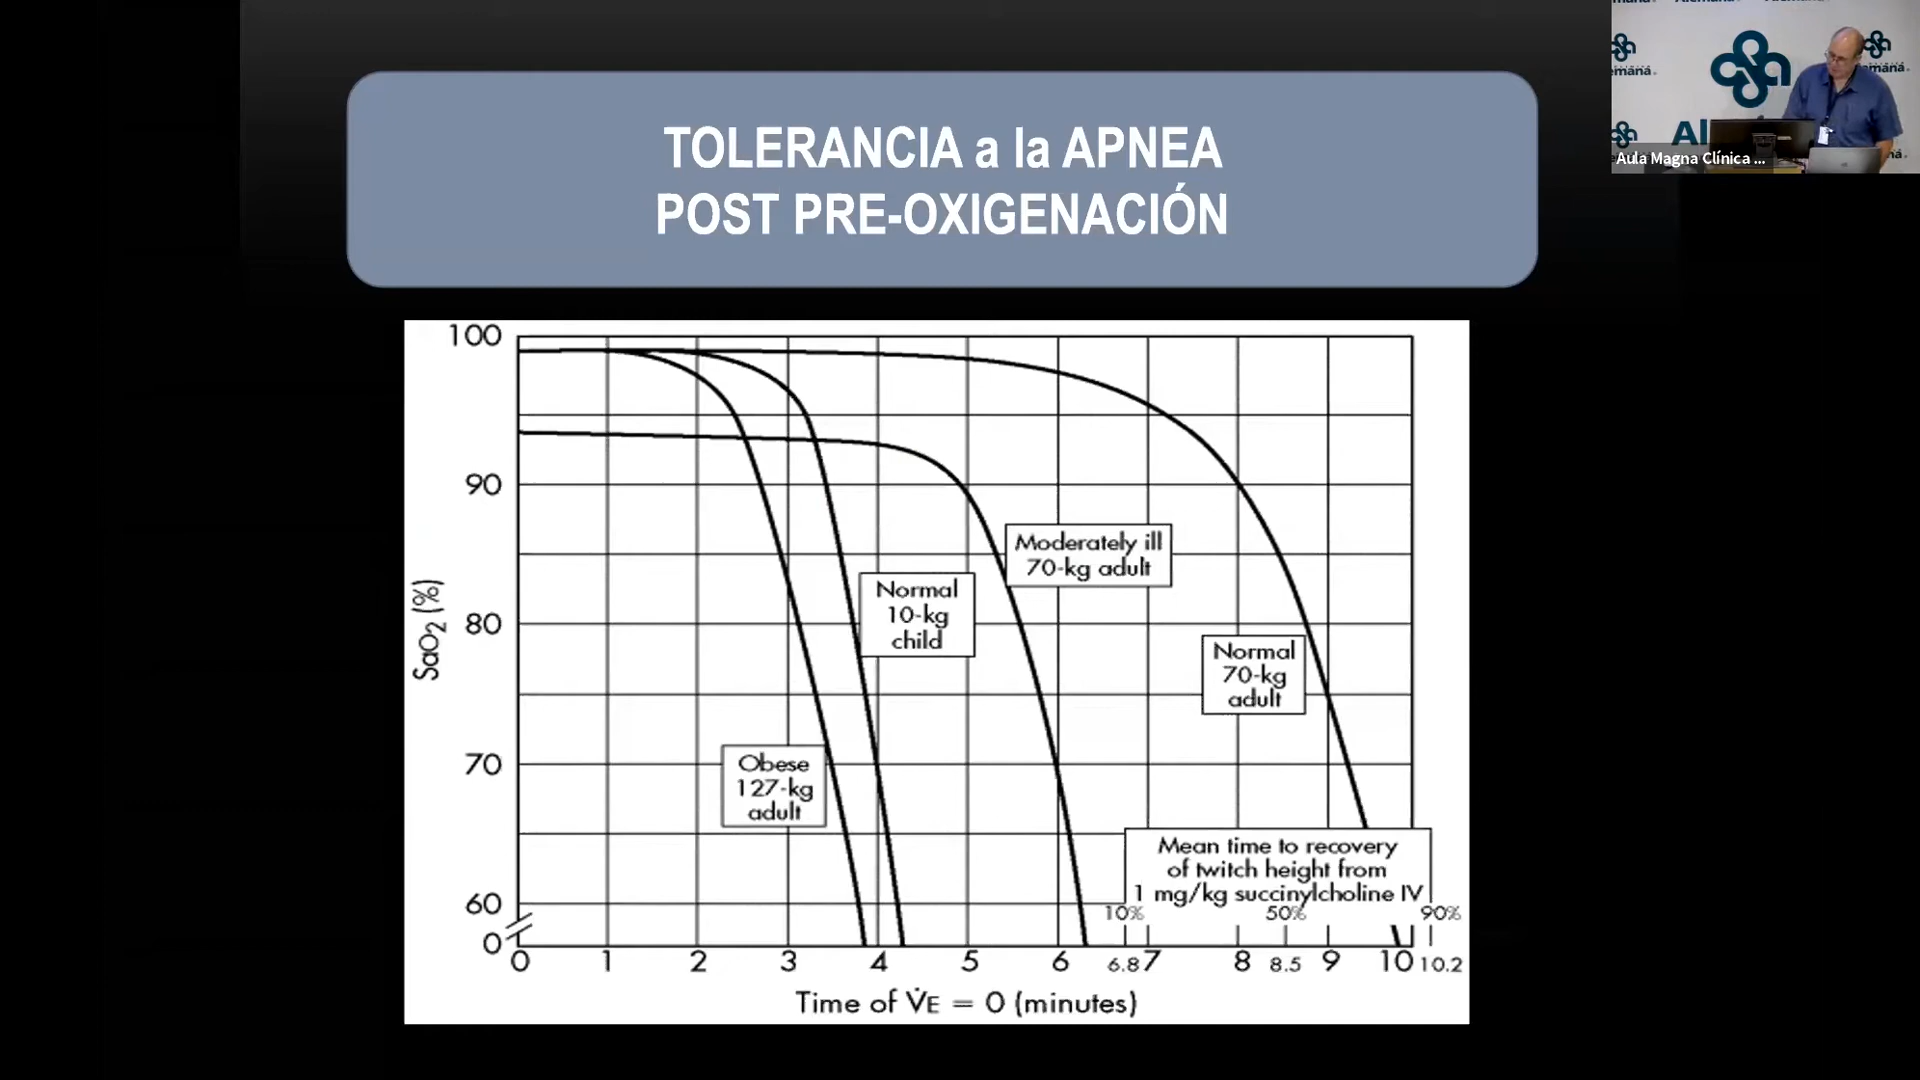 TOLERANCIA a la APNEA
POST PRE-OXIGENACIÓN
Aula Magna Clínica ...
100
90
80
70
60
0
SaO2 (%)
Moderately ill
70-kg adult
Normal
10-kg
child
Normal
70-kg
adult
Obese
127-kg
adult
Mean time to recovery
of twitch height from
1 mg/kg succinylcholine IV
10% 50% 90%
0 1 2 3 4 5 6 6.8 7 8 8.5 9 10 10.2
Time of V̇E = 0 (minutes)